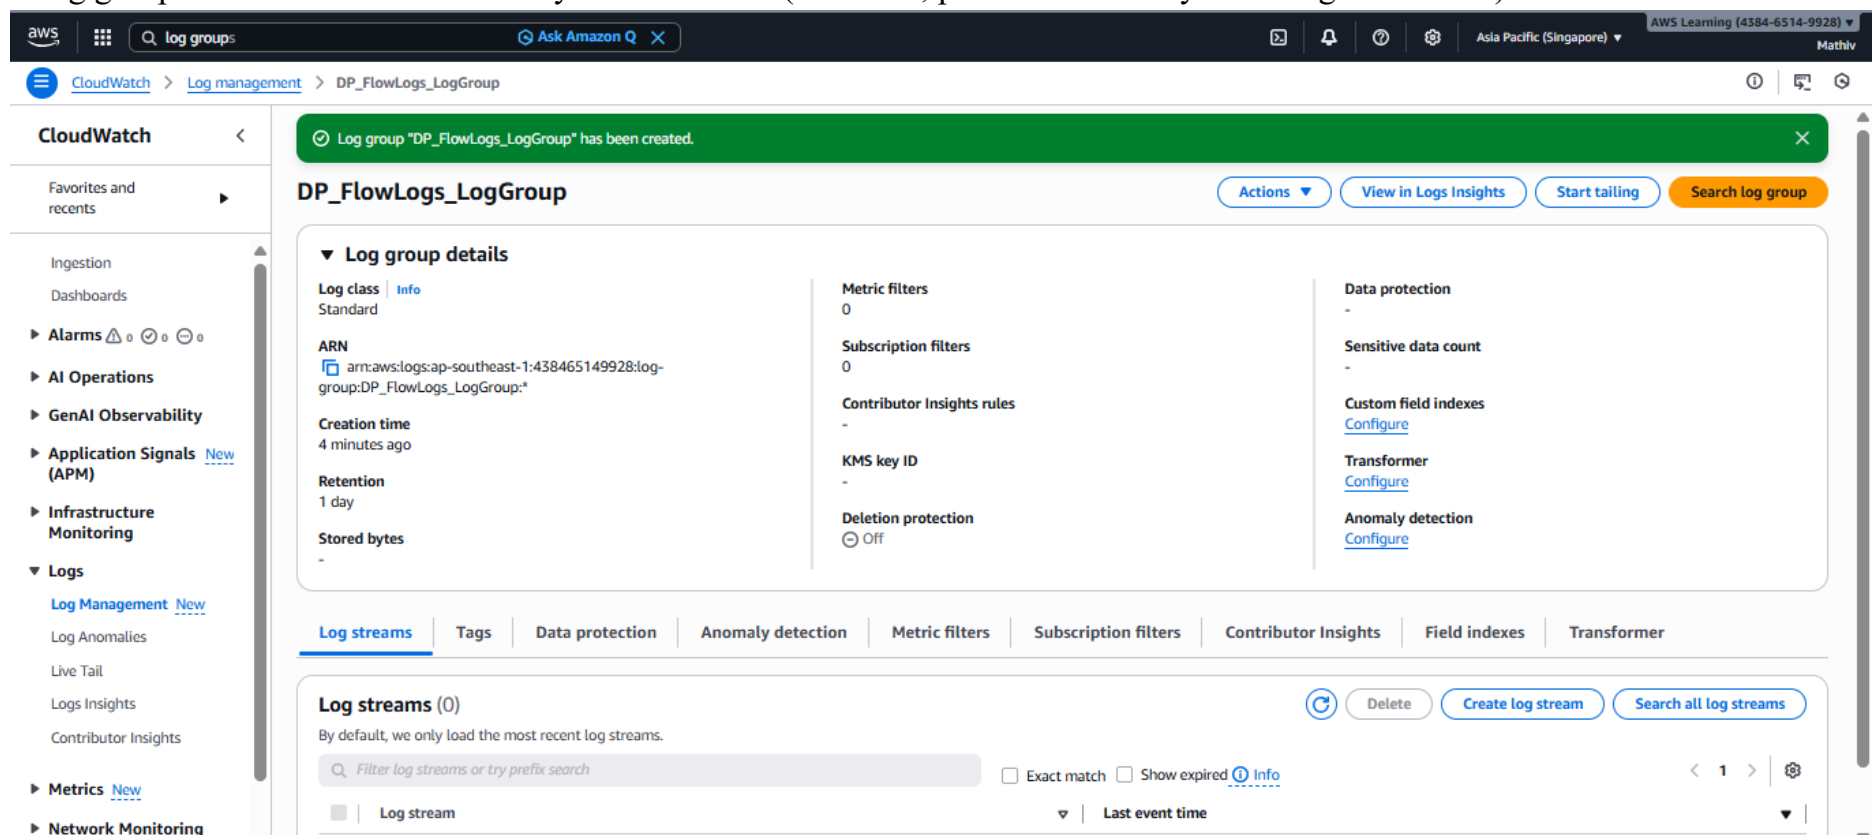 aws
log groups
Ask Amazon Q
Asia Pacific (Singapore)
AWS Learning (4384-6514-9928)
Mathiv
CloudWatch > Log management > DP_FlowLogs_LogGroup
CloudWatch
Favorites and
recents
Ingestion
Dashboards
Alarms 0 0 0
AI Operations
GenAI Observability
Application Signals New
(APM)
Infrastructure
Monitoring
Logs
Log Management New
Log Anomalies
Live Tail
Logs Insights
Contributor Insights
Metrics New
Network Monitoring
Log group "DP_FlowLogs_LogGroup" has been created.
DP_FlowLogs_LogGroup
Actions
View in Logs Insights
Start tailing
Search log group
Log group details
Log class Info
Standard
ARN
arn:aws:logs:ap-southeast-1:438465149928:log-
group:DP_FlowLogs_LogGroup:*
Creation time
4 minutes ago
Retention
1 day
Stored bytes
-
Metric filters
0
Subscription filters
0
Contributor Insights rules
-
KMS key ID
-
Deletion protection
Off
Data protection
-
Sensitive data count
-
Custom field indexes
Configure
Transformer
Configure
Anomaly detection
Configure
Log streams
Tags
Data protection
Anomaly detection
Metric filters
Subscription filters
Contributor Insights
Field indexes
Transformer
Log streams (0)
Delete
Create log stream
Search all log streams
By default, we only load the most recent log streams.
Filter log streams or try prefix search
Exact match
Show expired
Info
< 1 >
Log stream
Last event time